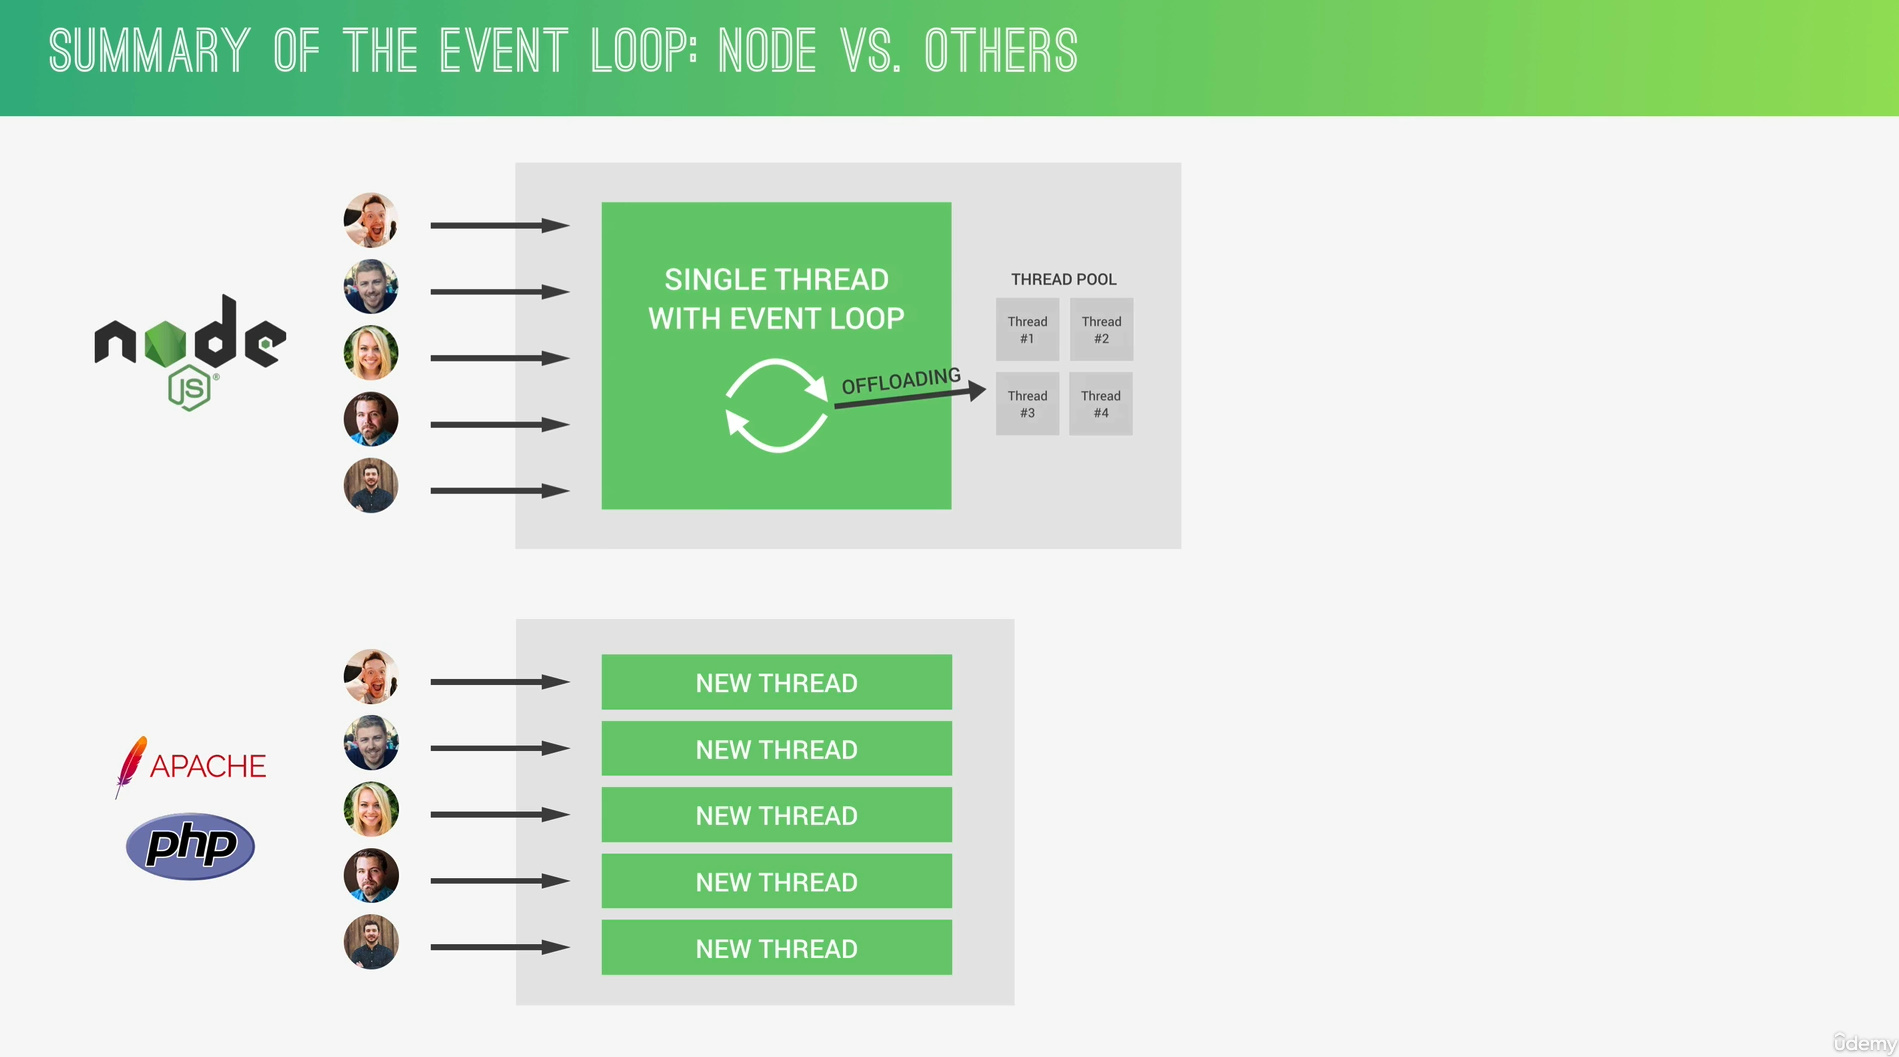 SUMMARY OF THE EVENT LOOP: NODE VS. OTHERS
node
JS
®
SINGLE THREAD
WITH EVENT LOOP
OFFLOADING
THREAD POOL
Thread
#1
Thread
#2
Thread
#3
Thread
#4
APACHE
php
NEW THREAD
NEW THREAD
NEW THREAD
NEW THREAD
NEW THREAD
ûdemy